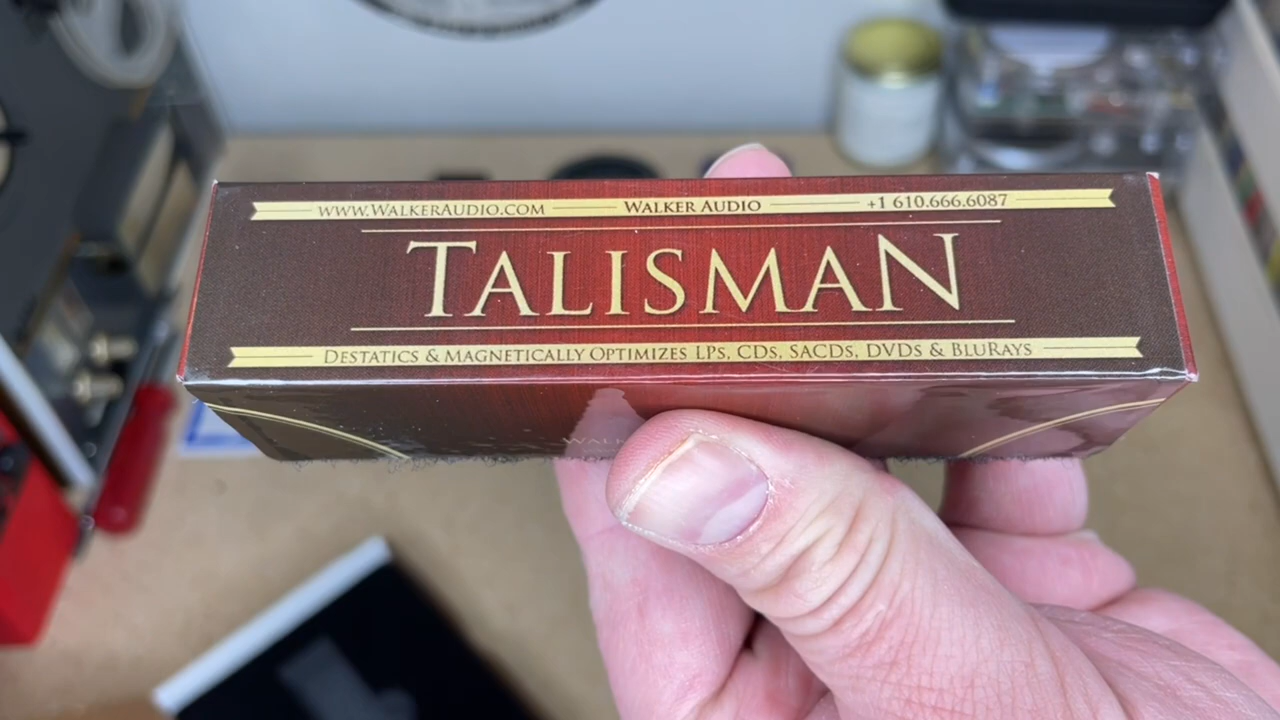 WWW.WALKERAUDIO.COM WALKER AUDIO +1 610.666.6087
TALISMAN
DESTATICS & MAGNETICALLY OPTIMIZES LPS, CDS, SACDS, DVDS & BLURAYS